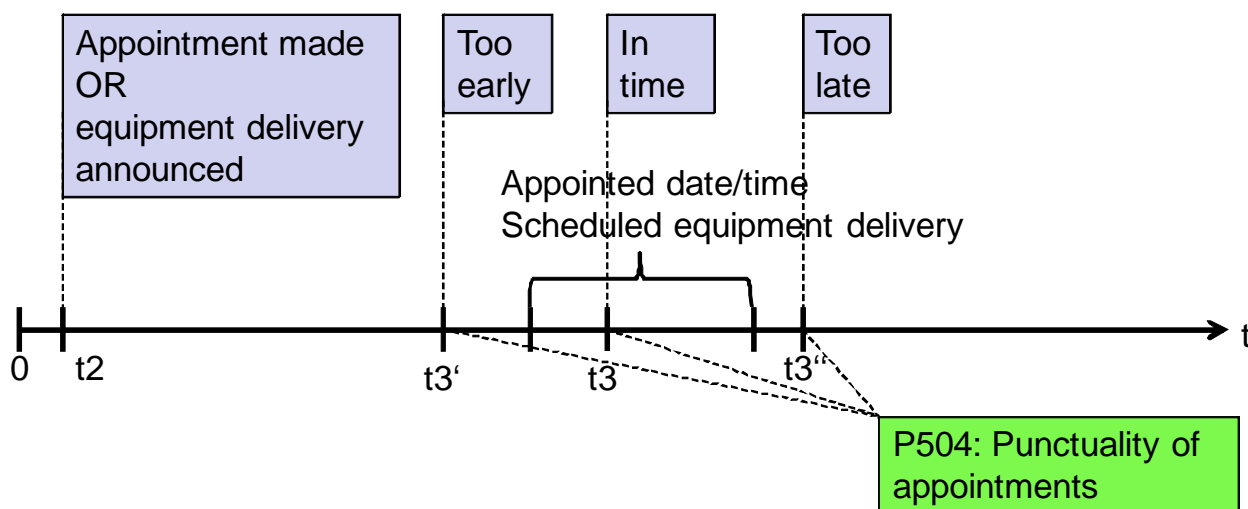 Appointment made
OR
equipment delivery
announced
Too
early
In
time
Too
late
Appointed date/time
Scheduled equipment delivery
t
0
t2
t3‘
t3
t3“
P504: Punctuality of
appointments